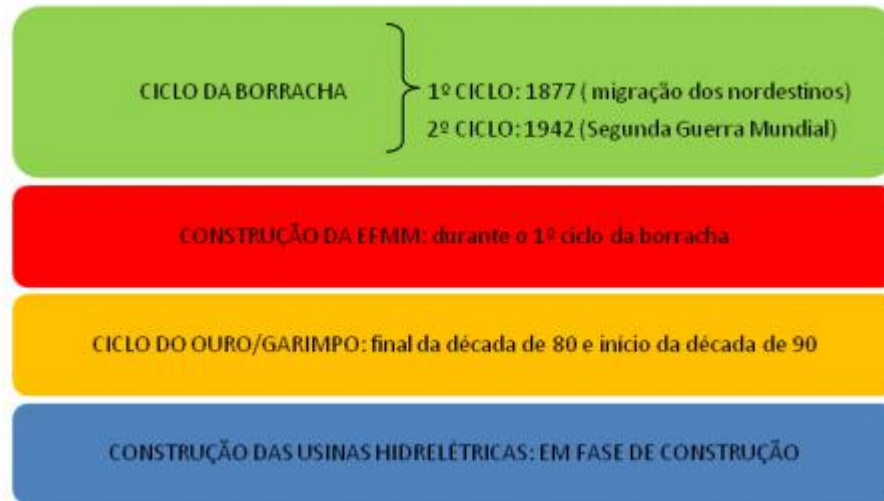 CICLO DA BORRACHA
1º CICLO: 1877 ( migração dos nordestinos)
2º CICLO: 1942 (Segunda Guerra Mundial)
CONSTRUÇÃO DA EFMM: durante o 1º ciclo da borracha
CICLO DO OURO/GARIMPO: final da década de 80 e início da década de 90
CONSTRUÇÃO DAS USINAS HIDRELÉTRICAS: EM FASE DE CONSTRUÇÃO